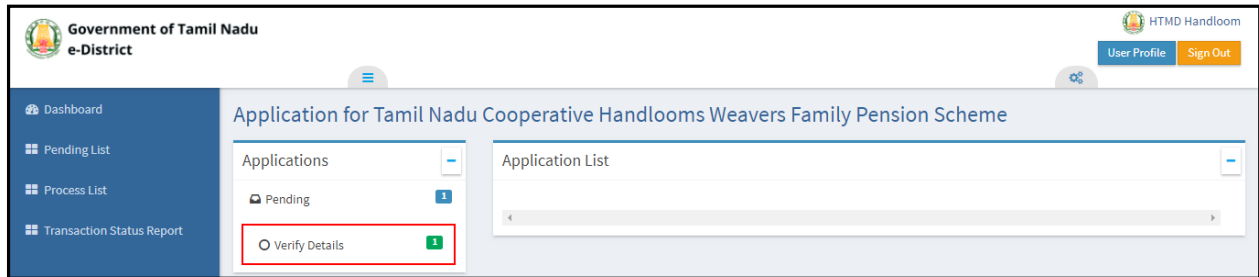 Government of Tamil Nadu
e-District
HTMD Handloom
User Profile Sign Out
Dashboard
Pending List
Process List
Transaction Status Report
Application for Tamil Nadu Cooperative Handlooms Weavers Family Pension Scheme
Applications
Pending 1
Verify Details 1
Application List